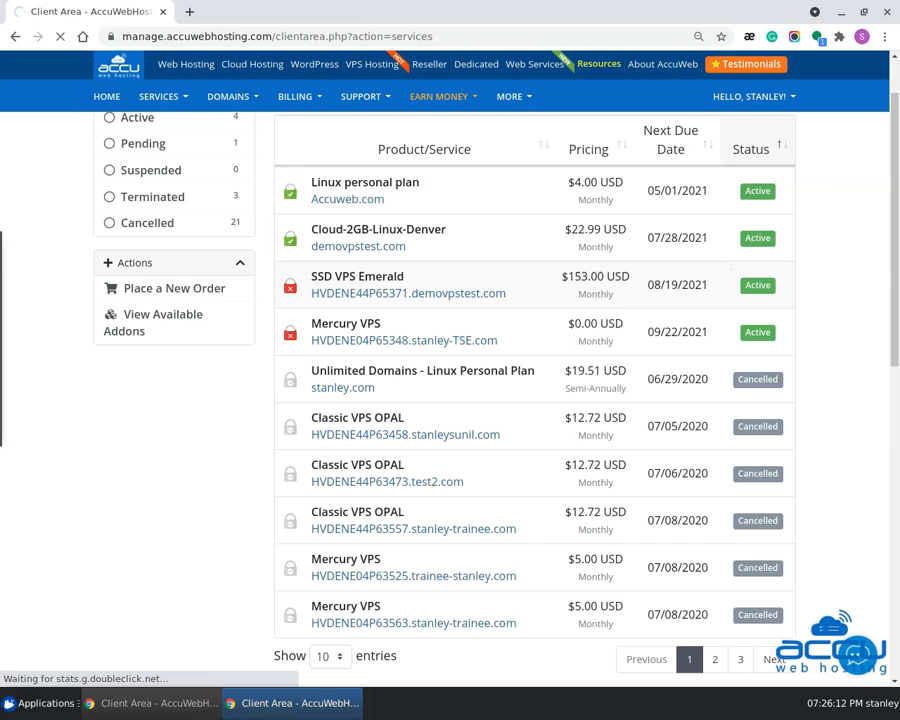 Client Area - AccuWebHos
manage.accuwebhosting.com/clientarea.php?action=services
S
ACCU
web hosting
Web Hosting Cloud Hosting WordPress VPS Hosting Reseller Dedicated Web Services Resources About AccuWeb Testimonials
HOT
NEW
HOME SERVICES DOMAINS BILLING SUPPORT EARN MONEY MORE HELLO, STANLEY!
Active 4
Pending 1
Suspended 0
Terminated 3
Cancelled 21
Actions
Place a New Order
View Available
Addons
Product/Service Pricing Next Due Date Status
Linux personal plan $4.00 USD 05/01/2021 Active
Accuweb.com Monthly
Cloud-2GB-Linux-Denver $22.99 USD 07/28/2021 Active
demovpstest.com Monthly
SSD VPS Emerald $153.00 USD 08/19/2021 Active
HVDENE44P65371.demovpstest.com Monthly
Mercury VPS $0.00 USD 09/22/2021 Active
HVDENE04P65348.stanley-TSE.com Monthly
Unlimited Domains - Linux Personal Plan $19.51 USD 06/29/2020 Cancelled
stanley.com Semi-Annually
Classic VPS OPAL $12.72 USD 07/05/2020 Cancelled
HVDENE44P63458.stanleysunil.com Monthly
Classic VPS OPAL $12.72 USD 07/06/2020 Cancelled
HVDENE44P63473.test2.com Monthly
Classic VPS OPAL $12.72 USD 07/08/2020 Cancelled
HVDENE44P63557.stanley-trainee.com Monthly
Mercury VPS $5.00 USD 07/08/2020 Cancelled
HVDENE04P63525.trainee-stanley.com Monthly
Mercury VPS $5.00 USD 07/08/2020 Cancelled
HVDENE04P63563.stanley-trainee.com Monthly
Show 10 entries
Previous 1 2 3 Next
ACCU
web hosting
Waiting for stats.g.doubleclick.net...
Applications Client Area - AccuWebH... Client Area - AccuWebH... 07:26:12 PM stanley